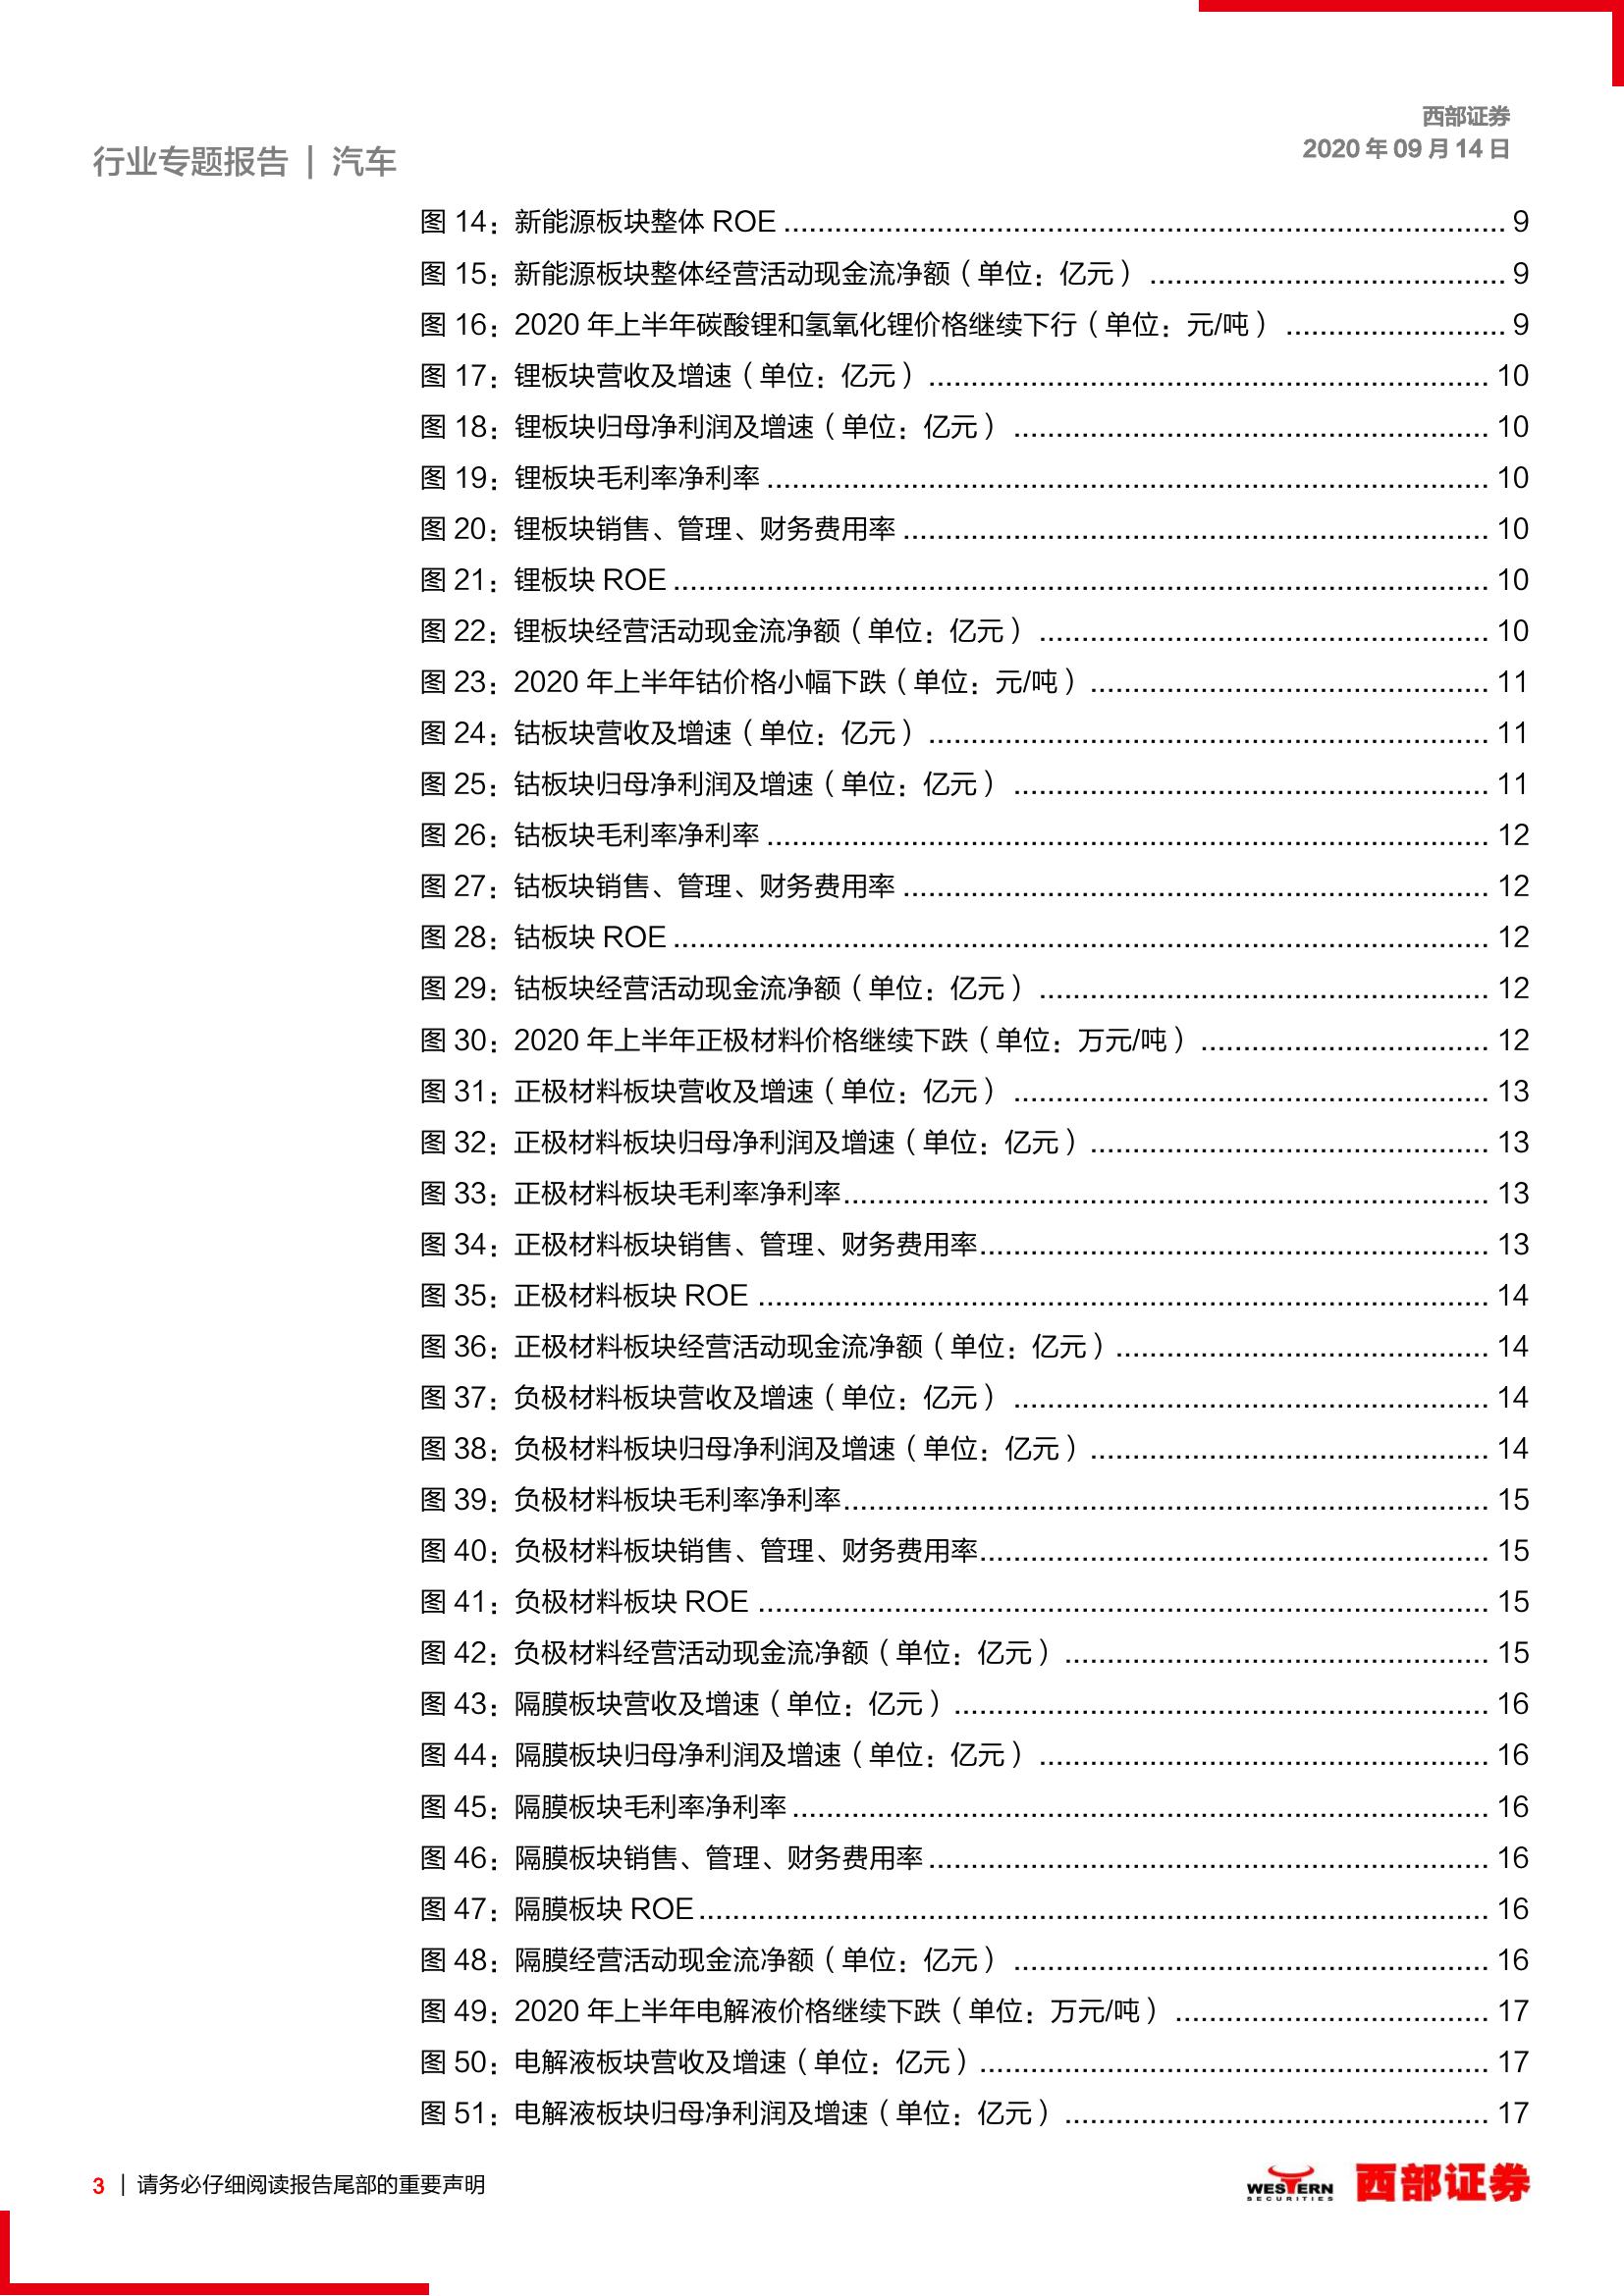 西部证券
2020 年 09 月 14 日
行业专题报告 | 汽车
图 14：新能源板块整体 ROE ........ 9
图 15：新能源板块整体经营活动现金流净额（单位：亿元） ........ 9
图 16：2020 年上半年碳酸锂和氢氧化锂价格继续下行（单位：元/吨） ........ 9
图 17：锂板块营收及增速（单位：亿元） ........ 10
图 18：锂板块归母净利润及增速（单位：亿元） ........ 10
图 19：锂板块毛利率净利率 ........ 10
图 20：锂板块销售、管理、财务费用率 ........ 10
图 21：锂板块 ROE ........ 10
图 22：锂板块经营活动现金流净额（单位：亿元） ........ 10
图 23：2020 年上半年钴价格小幅下跌（单位：元/吨） ........ 11
图 24：钴板块营收及增速（单位：亿元） ........ 11
图 25：钴板块归母净利润及增速（单位：亿元） ........ 11
图 26：钴板块毛利率净利率 ........ 12
图 27：钴板块销售、管理、财务费用率 ........ 12
图 28：钴板块 ROE ........ 12
图 29：钴板块经营活动现金流净额（单位：亿元） ........ 12
图 30：2020 年上半年正极材料价格继续下跌（单位：万元/吨） ........ 12
图 31：正极材料板块营收及增速（单位：亿元） ........ 13
图 32：正极材料板块归母净利润及增速（单位：亿元） ........ 13
图 33：正极材料板块毛利率净利率 ........ 13
图 34：正极材料板块销售、管理、财务费用率 ........ 13
图 35：正极材料板块 ROE ........ 14
图 36：正极材料板块经营活动现金流净额（单位：亿元） ........ 14
图 37：负极材料板块营收及增速（单位：亿元） ........ 14
图 38：负极材料板块归母净利润及增速（单位：亿元） ........ 14
图 39：负极材料板块毛利率净利率 ........ 15
图 40：负极材料板块销售、管理、财务费用率 ........ 15
图 41：负极材料板块 ROE ........ 15
图 42：负极材料经营活动现金流净额（单位：亿元） ........ 15
图 43：隔膜板块营收及增速（单位：亿元） ........ 16
图 44：隔膜板块归母净利润及增速（单位：亿元） ........ 16
图 45：隔膜板块毛利率净利率 ........ 16
图 46：隔膜板块销售、管理、财务费用率 ........ 16
图 47：隔膜板块 ROE ........ 16
图 48：隔膜经营活动现金流净额（单位：亿元） ........ 16
图 49：2020 年上半年电解液价格继续下跌（单位：万元/吨） ........ 17
图 50：电解液板块营收及增速（单位：亿元） ........ 17
图 51：电解液板块归母净利润及增速（单位：亿元） ........ 17
3 | 请务必仔细阅读报告尾部的重要声明
WESTERN
SECURITIES
西部证券